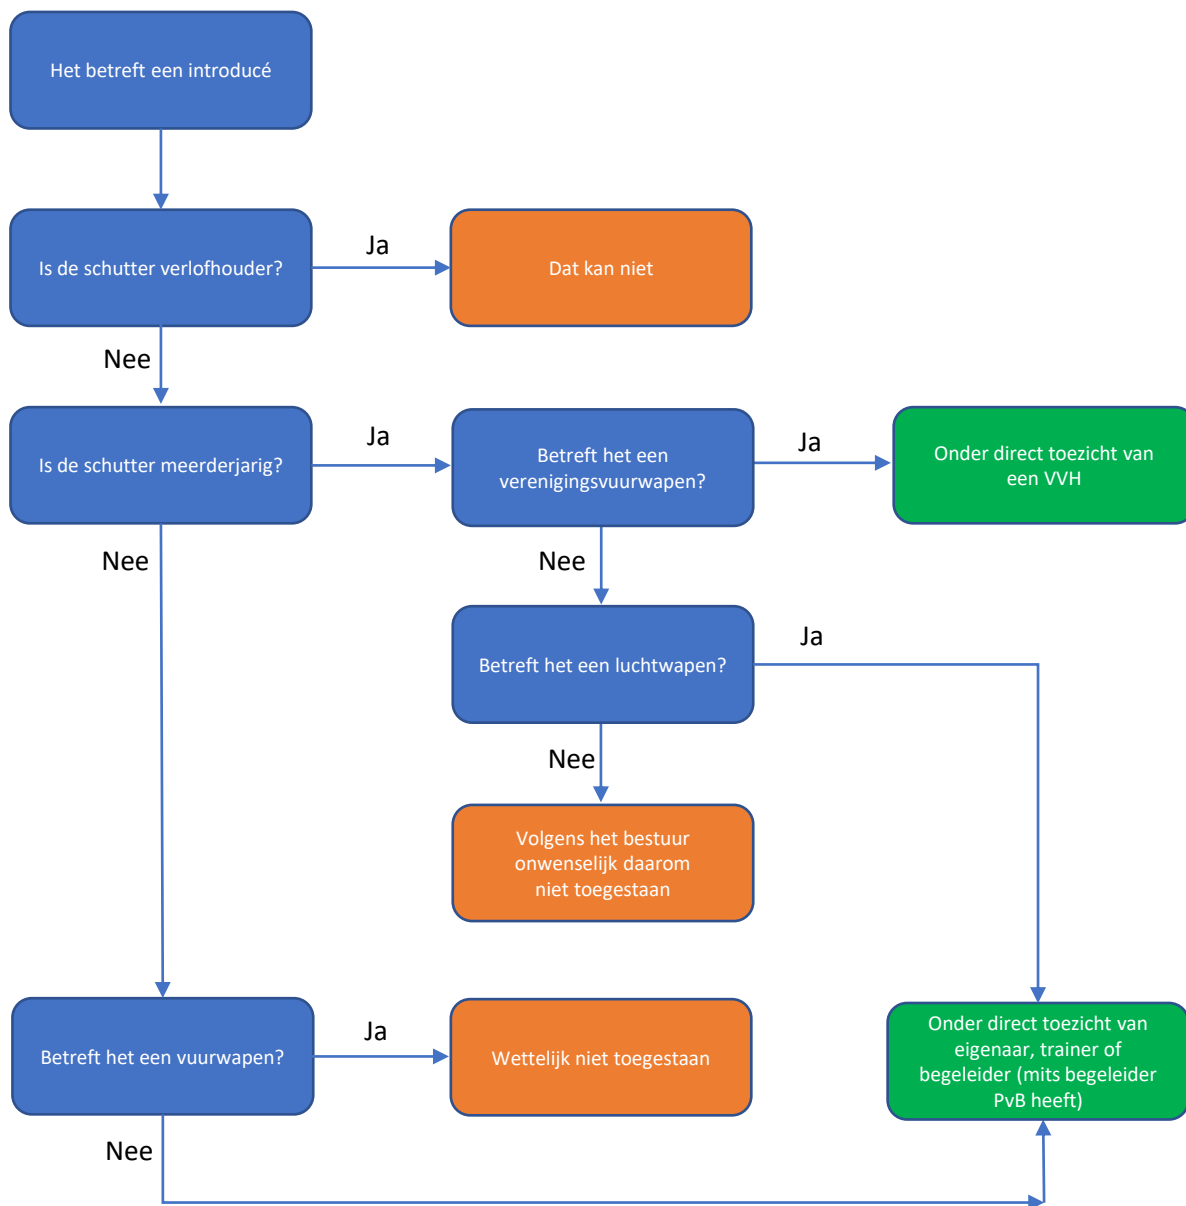 Het betreft een introducé
Is de schutter verlofhouder?
Ja
Dat kan niet
Nee
Is de schutter meerderjarig?
Ja
Betreft het een
verenigingsvuurwapen?
Ja
Onder direct toezicht van
een VVH
Nee
Nee
Betreft het een luchtwapen?
Ja
Nee
Volgens het bestuur
onwenselijk daarom
niet toegestaan
Betreft het een vuurwapen?
Ja
Wettelijk niet toegestaan
Onder direct toezicht van
eigenaar, trainer of
begeleider (mits begeleider
PvB heeft)
Nee